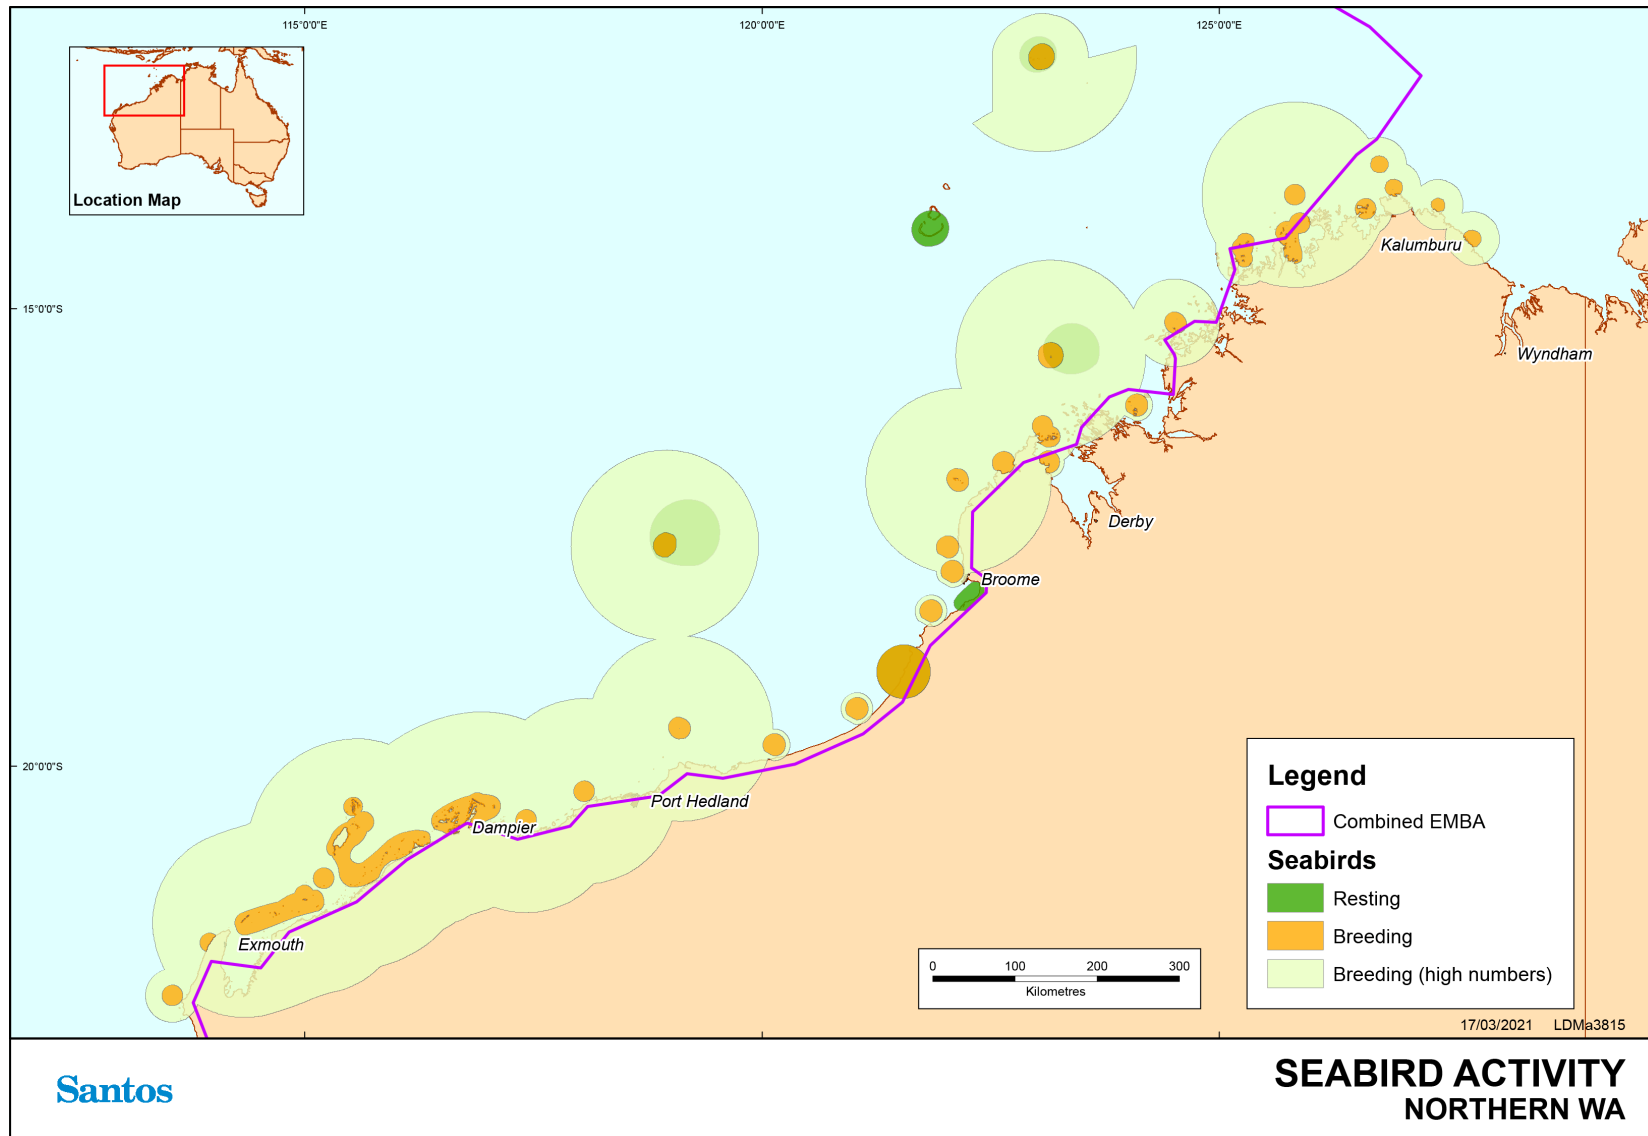 115°0'0"E
120°0'0"E
125°0'0"E
Location Map
15°0'0"S
20°0'0"S
Kalumburu
Wyndham
Derby
Broome
Port Hedland
Dampier
Exmouth
Legend
Combined EMBA
Seabirds
Resting
Breeding
Breeding (high numbers)
0 100 200 300
Kilometres
17/03/2021 LDMa3815
Santos
SEABIRD ACTIVITY
NORTHERN WA